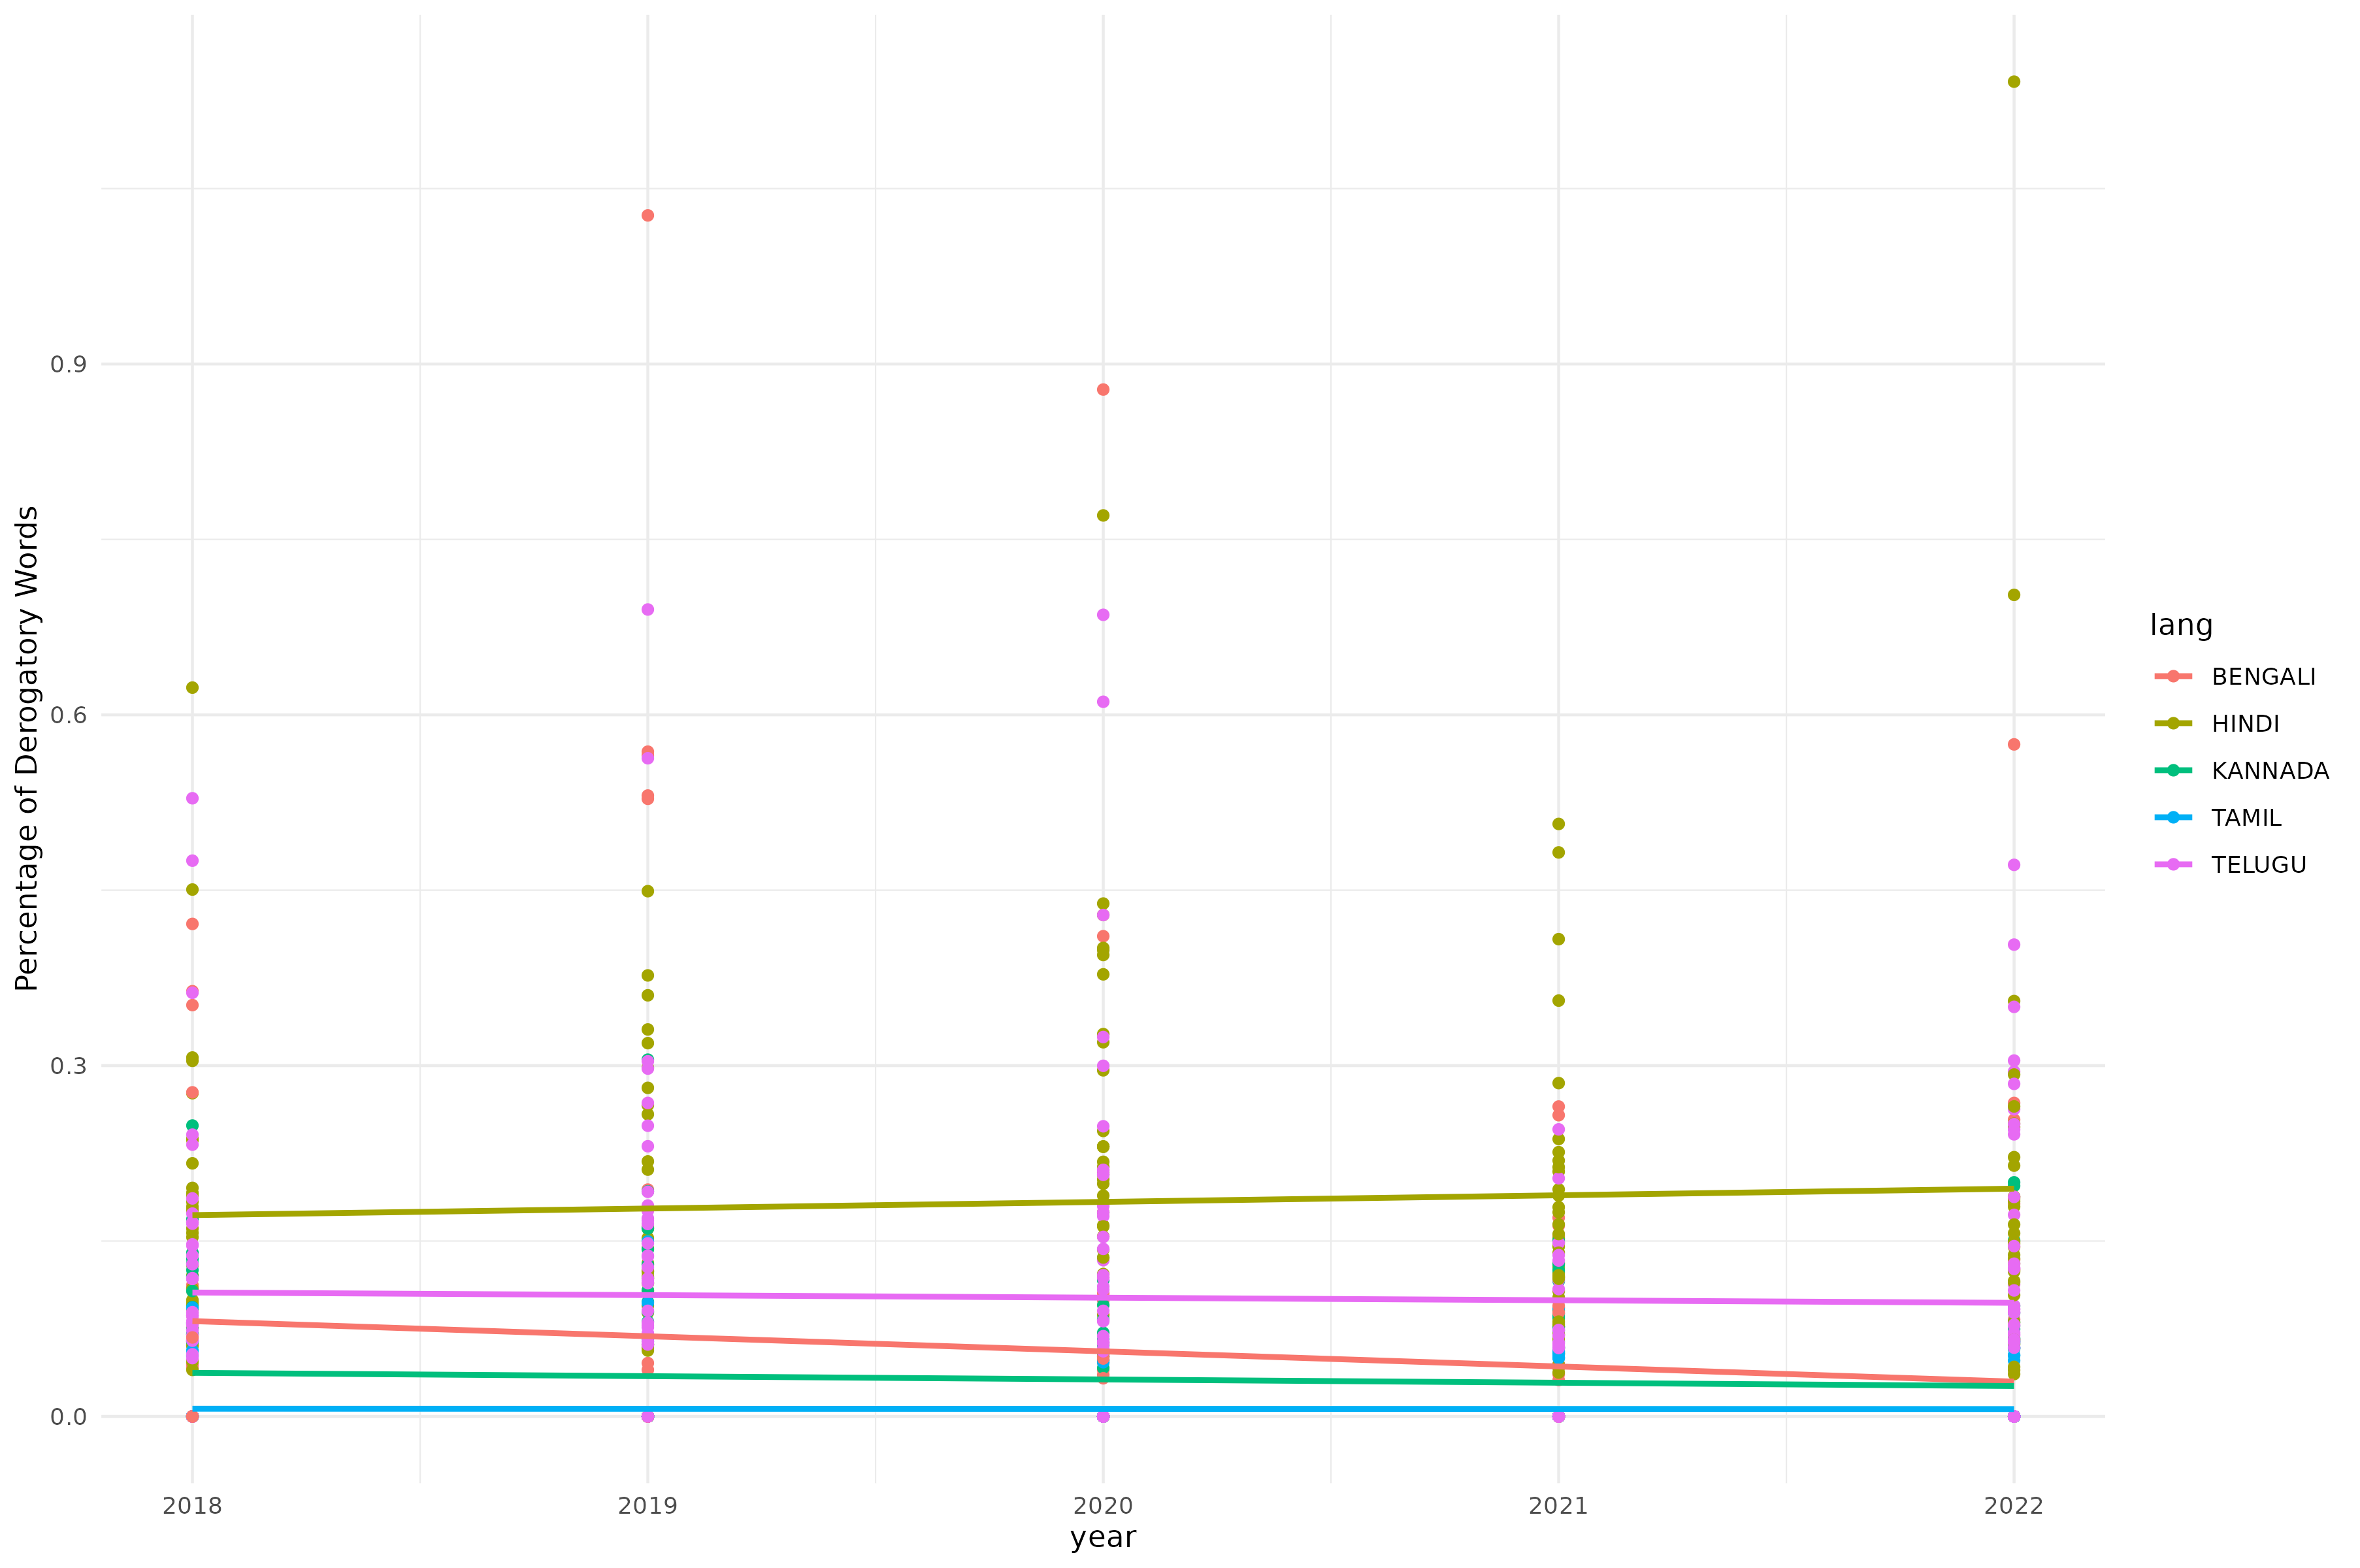 Percentage of Derogatory Words
0.9
0.6
0.3
0.0
2018 2019 2020 2021 2022
year
lang
BENGALI
HINDI
KANNADA
TAMIL
TELUGU